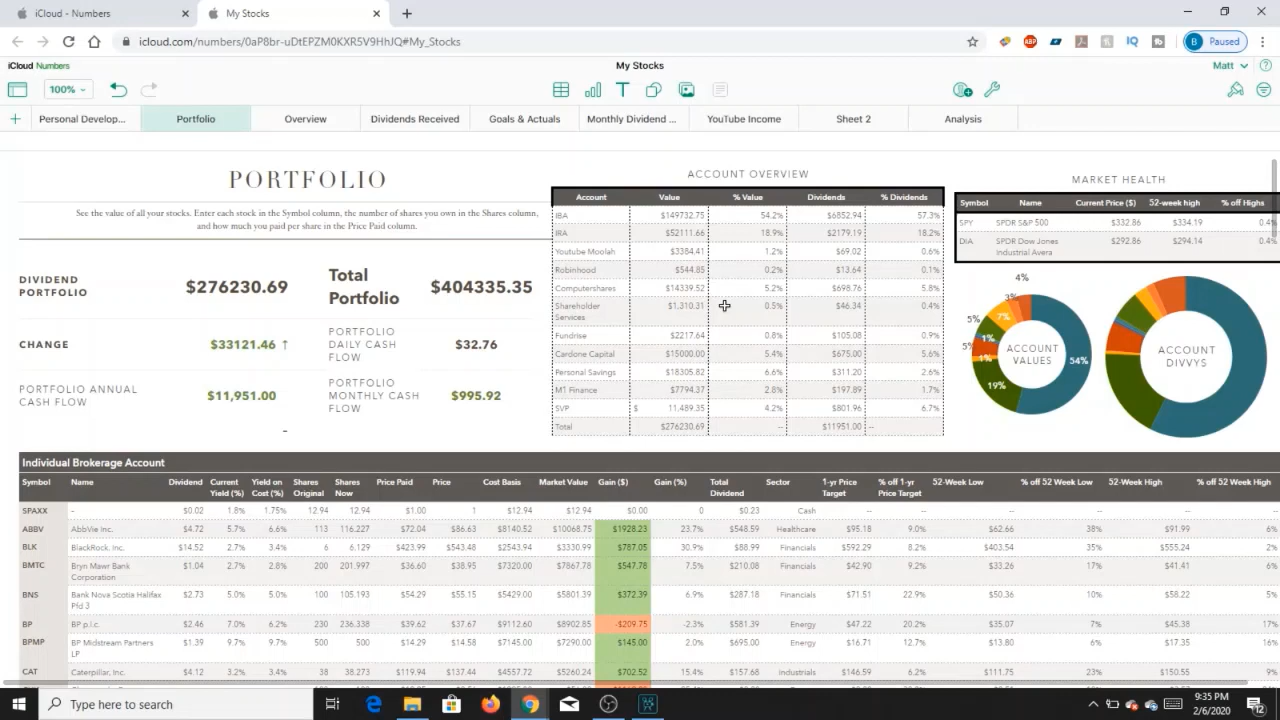 iCloud - Numbers
My Stocks
icloud.com/numbers/0aP8br-uDtEPZM0KXR5V9HhJQ#My_Stocks
ABP
IQ
B Paused
iCloud Numbers
My Stocks
Matt
100%
Personal Develop...
Portfolio
Overview
Dividends Received
Goals & Actuals
Monthly Dividend ...
YouTube Income
Sheet 2
Analysis
PORTFOLIO
See the value of all your stocks. Enter each stock in the Symbol column, the number of shares you own in the Shares column,
and how much you paid per share in the Price Paid column.
DIVIDEND PORTFOLIO $276230.69
Total Portfolio $404335.35
CHANGE $33121.46 ↑
PORTFOLIO DAILY CASH FLOW $32.76
PORTFOLIO ANNUAL CASH FLOW $11,951.00
PORTFOLIO MONTHLY CASH FLOW $995.92
-
ACCOUNT OVERVIEW
Account Value % Value Dividends % Dividends
IBA $149732.75 54.2% $6852.94 57.3%
IRA $52111.66 18.9% $2179.19 18.2%
Youtube Moolah $3384.41 1.2% $69.02 0.6%
Robinhood $544.85 0.2% $13.64 0.1%
Computershares $14339.52 5.2% $698.76 5.8%
Shareholder Services $1,310.31 0.5% $46.34 0.4%
Fundrise $2217.64 0.8% $105.08 0.9%
Cardone Capital $15000.00 5.4% $675.00 5.6%
Personal Savings $18305.82 6.6% $311.20 2.6%
M1 Finance $7794.37 2.8% $197.89 1.7%
SVP $ 11,489.35 4.2% $801.96 6.7%
Total $276230.69 -- $11951.00 --
MARKET HEALTH
Symbol Name Current Price ($) 52-week high % off Highs
SPY SPDR S&P 500 $332.86 $334.19 0.4%
DIA SPDR Dow Jones Industrial Avera $292.86 $294.14 0.4%
4%
3%
7%
5%
1%
5%
1%
19%
54%
ACCOUNT VALUES
ACCOUNT DIVVYS
Individual Brokerage Account
Symbol Name Dividend Current Yield (%) Yield on Cost (%) Shares Original Shares Now Price Paid Price Cost Basis Market Value Gain ($) Gain (%) Total Dividend Sector 1-yr Price Target % off 1-yr Price Target 52-Week Low % off 52 Week Low 52-Week High % off 52 Week High
SPAXX - $0.02 1.8% 1.75% 12.94 12.94 $1.00 1 $12.94 $12.94 $0.00 0 $0.23 Cash -- -- -- -- -- --
ABBV AbbVie Inc. $4.72 5.7% 6.6% 113 116.227 $72.04 $86.63 $8140.52 $10068.75 $1928.23 23.7% $548.59 Healthcare $95.18 9.0% $62.66 38% $91.99 6%
BLK BlackRock, Inc. $14.52 2.7% 3.4% 6 6.129 $423.99 $543.48 $2543.94 $3330.99 $787.05 30.9% $88.99 Financials $592.29 8.2% $403.54 35% $555.24 2%
BMTC Bryn Mawr Bank Corporation $1.04 2.7% 2.8% 200 201.997 $36.60 $38.95 $7320.00 $7867.78 $547.78 7.5% $210.08 Financials $42.90 9.2% $33.26 17% $41.41 6%
BNS Bank Nova Scotia Halifax Pfd 3 $2.73 5.0% 5.0% 100 105.193 $54.29 $55.15 $5429.00 $5801.39 $372.39 6.9% $287.18 Financials $71.51 22.9% $50.36 10% $58.22 5%
BP BP p.l.c. $2.46 7.0% 6.2% 230 236.338 $39.62 $37.67 $9112.60 $8902.85 -$209.75 -2.3% $581.39 Energy $47.22 20.2% $35.07 7% $45.38 17%
BPMP BP Midstream Partners LP $1.39 9.7% 9.7% 500 500 $14.29 $14.58 $7145.00 $7290.00 $145.00 2.0% $695.00 Energy $16.71 12.7% $13.80 6% $17.35 16%
CAT Caterpillar, Inc. $4.12 3.2% 3.4% 38 38.273 $119.94 $137.44 $4557.72 $5260.24 $702.52 15.4% $157.68 Industrials $146.59 6.2% $111.75 23% $150.55 9%
Type here to search
9:35 PM
2/6/2020
12